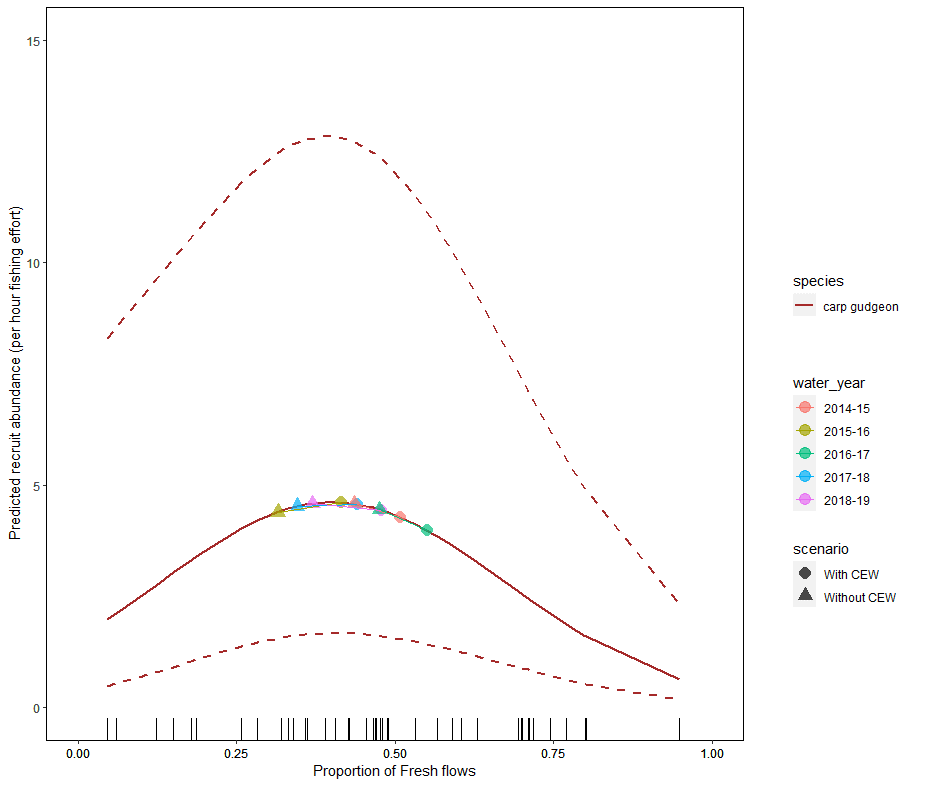 Predicted recruit abundance (per hour fishing effort)
15
10
5
0
0.00
0.25
0.50
0.75
1.00
Proportion of Fresh flows
species
carp gudgeon
water_year
2014-15
2015-16
2016-17
2017-18
2018-19
scenario
With CEW
Without CEW